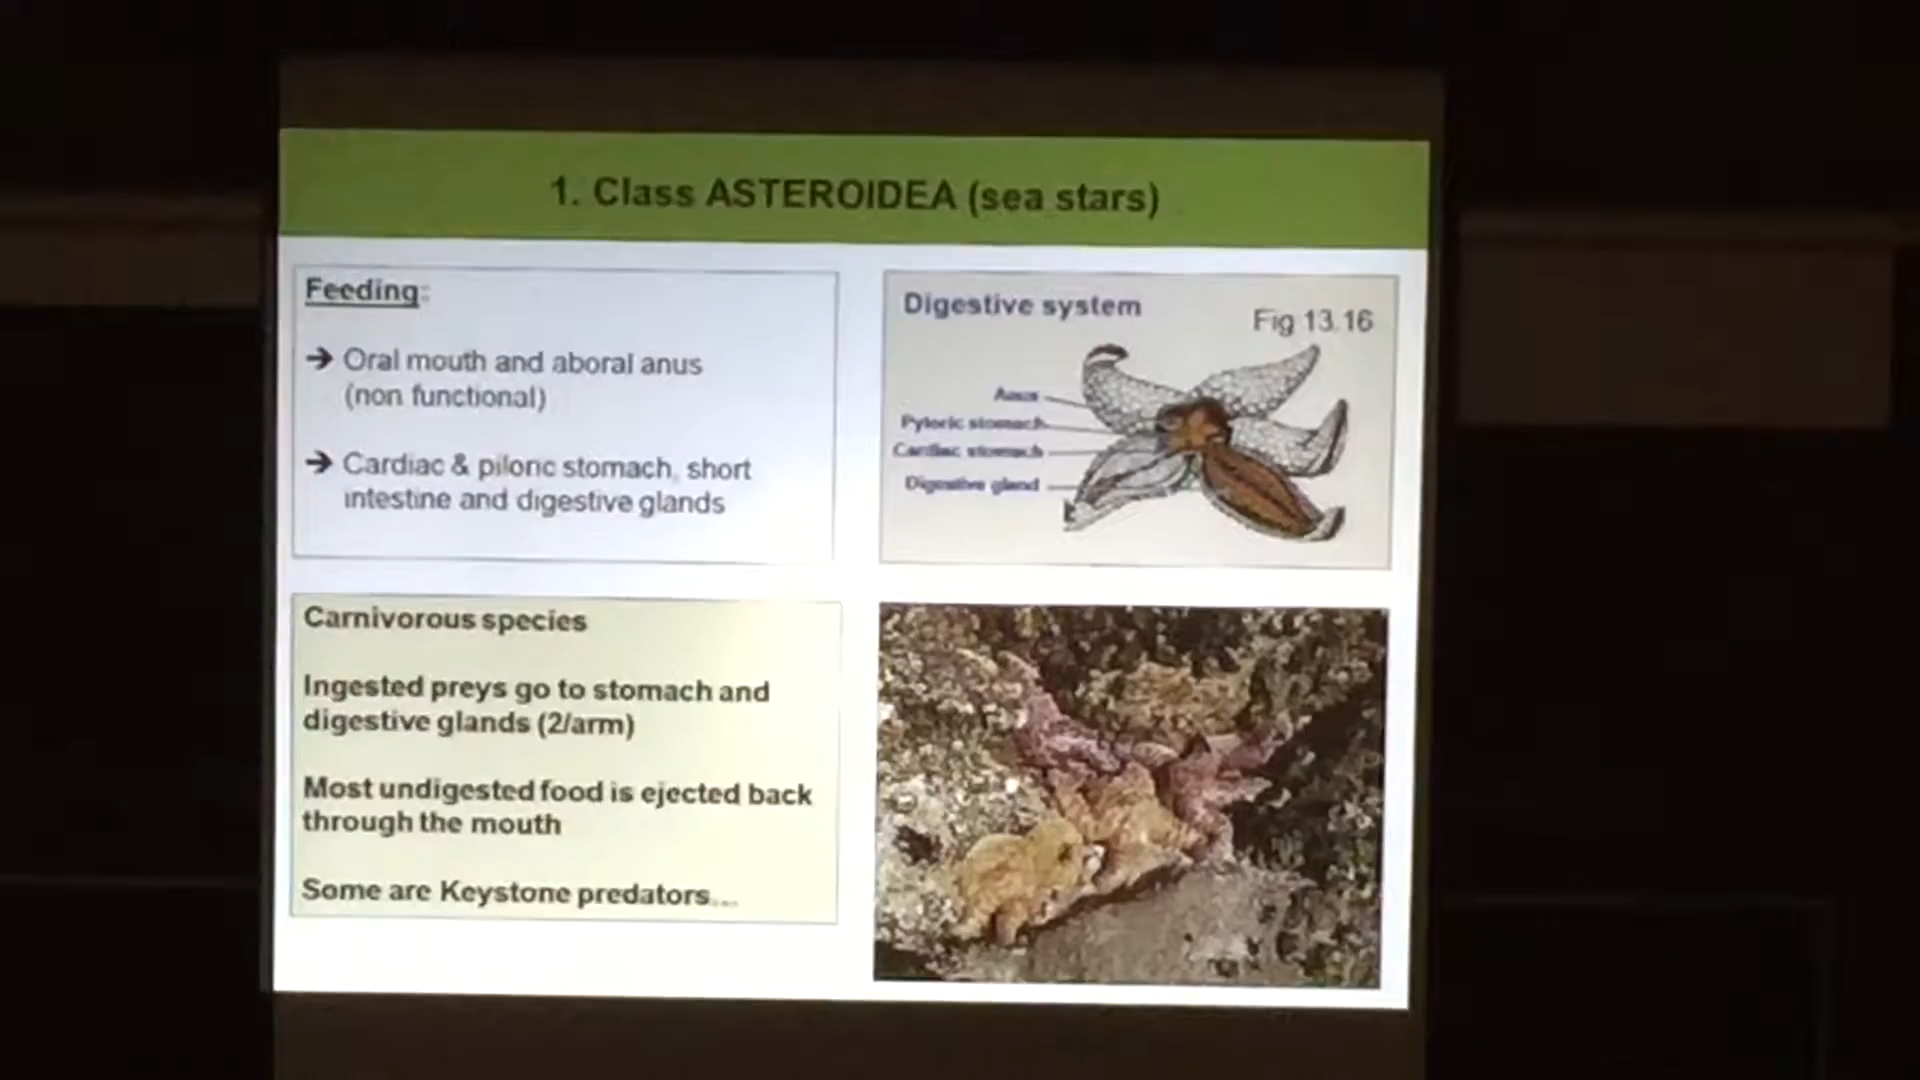 1. Class ASTEROIDEA (sea stars)
Feeding:
→ Oral mouth and aboral anus
(non functional)
→ Cardiac & piloric stomach, short
intestine and digestive glands
Digestive system
Fig 13.16
Anus
Pyloric stomach
Cardiac stomach
Digestive gland
Carnivorous species
Ingested preys go to stomach and
digestive glands (2/arm)
Most undigested food is ejected back
through the mouth
Some are Keystone predators...